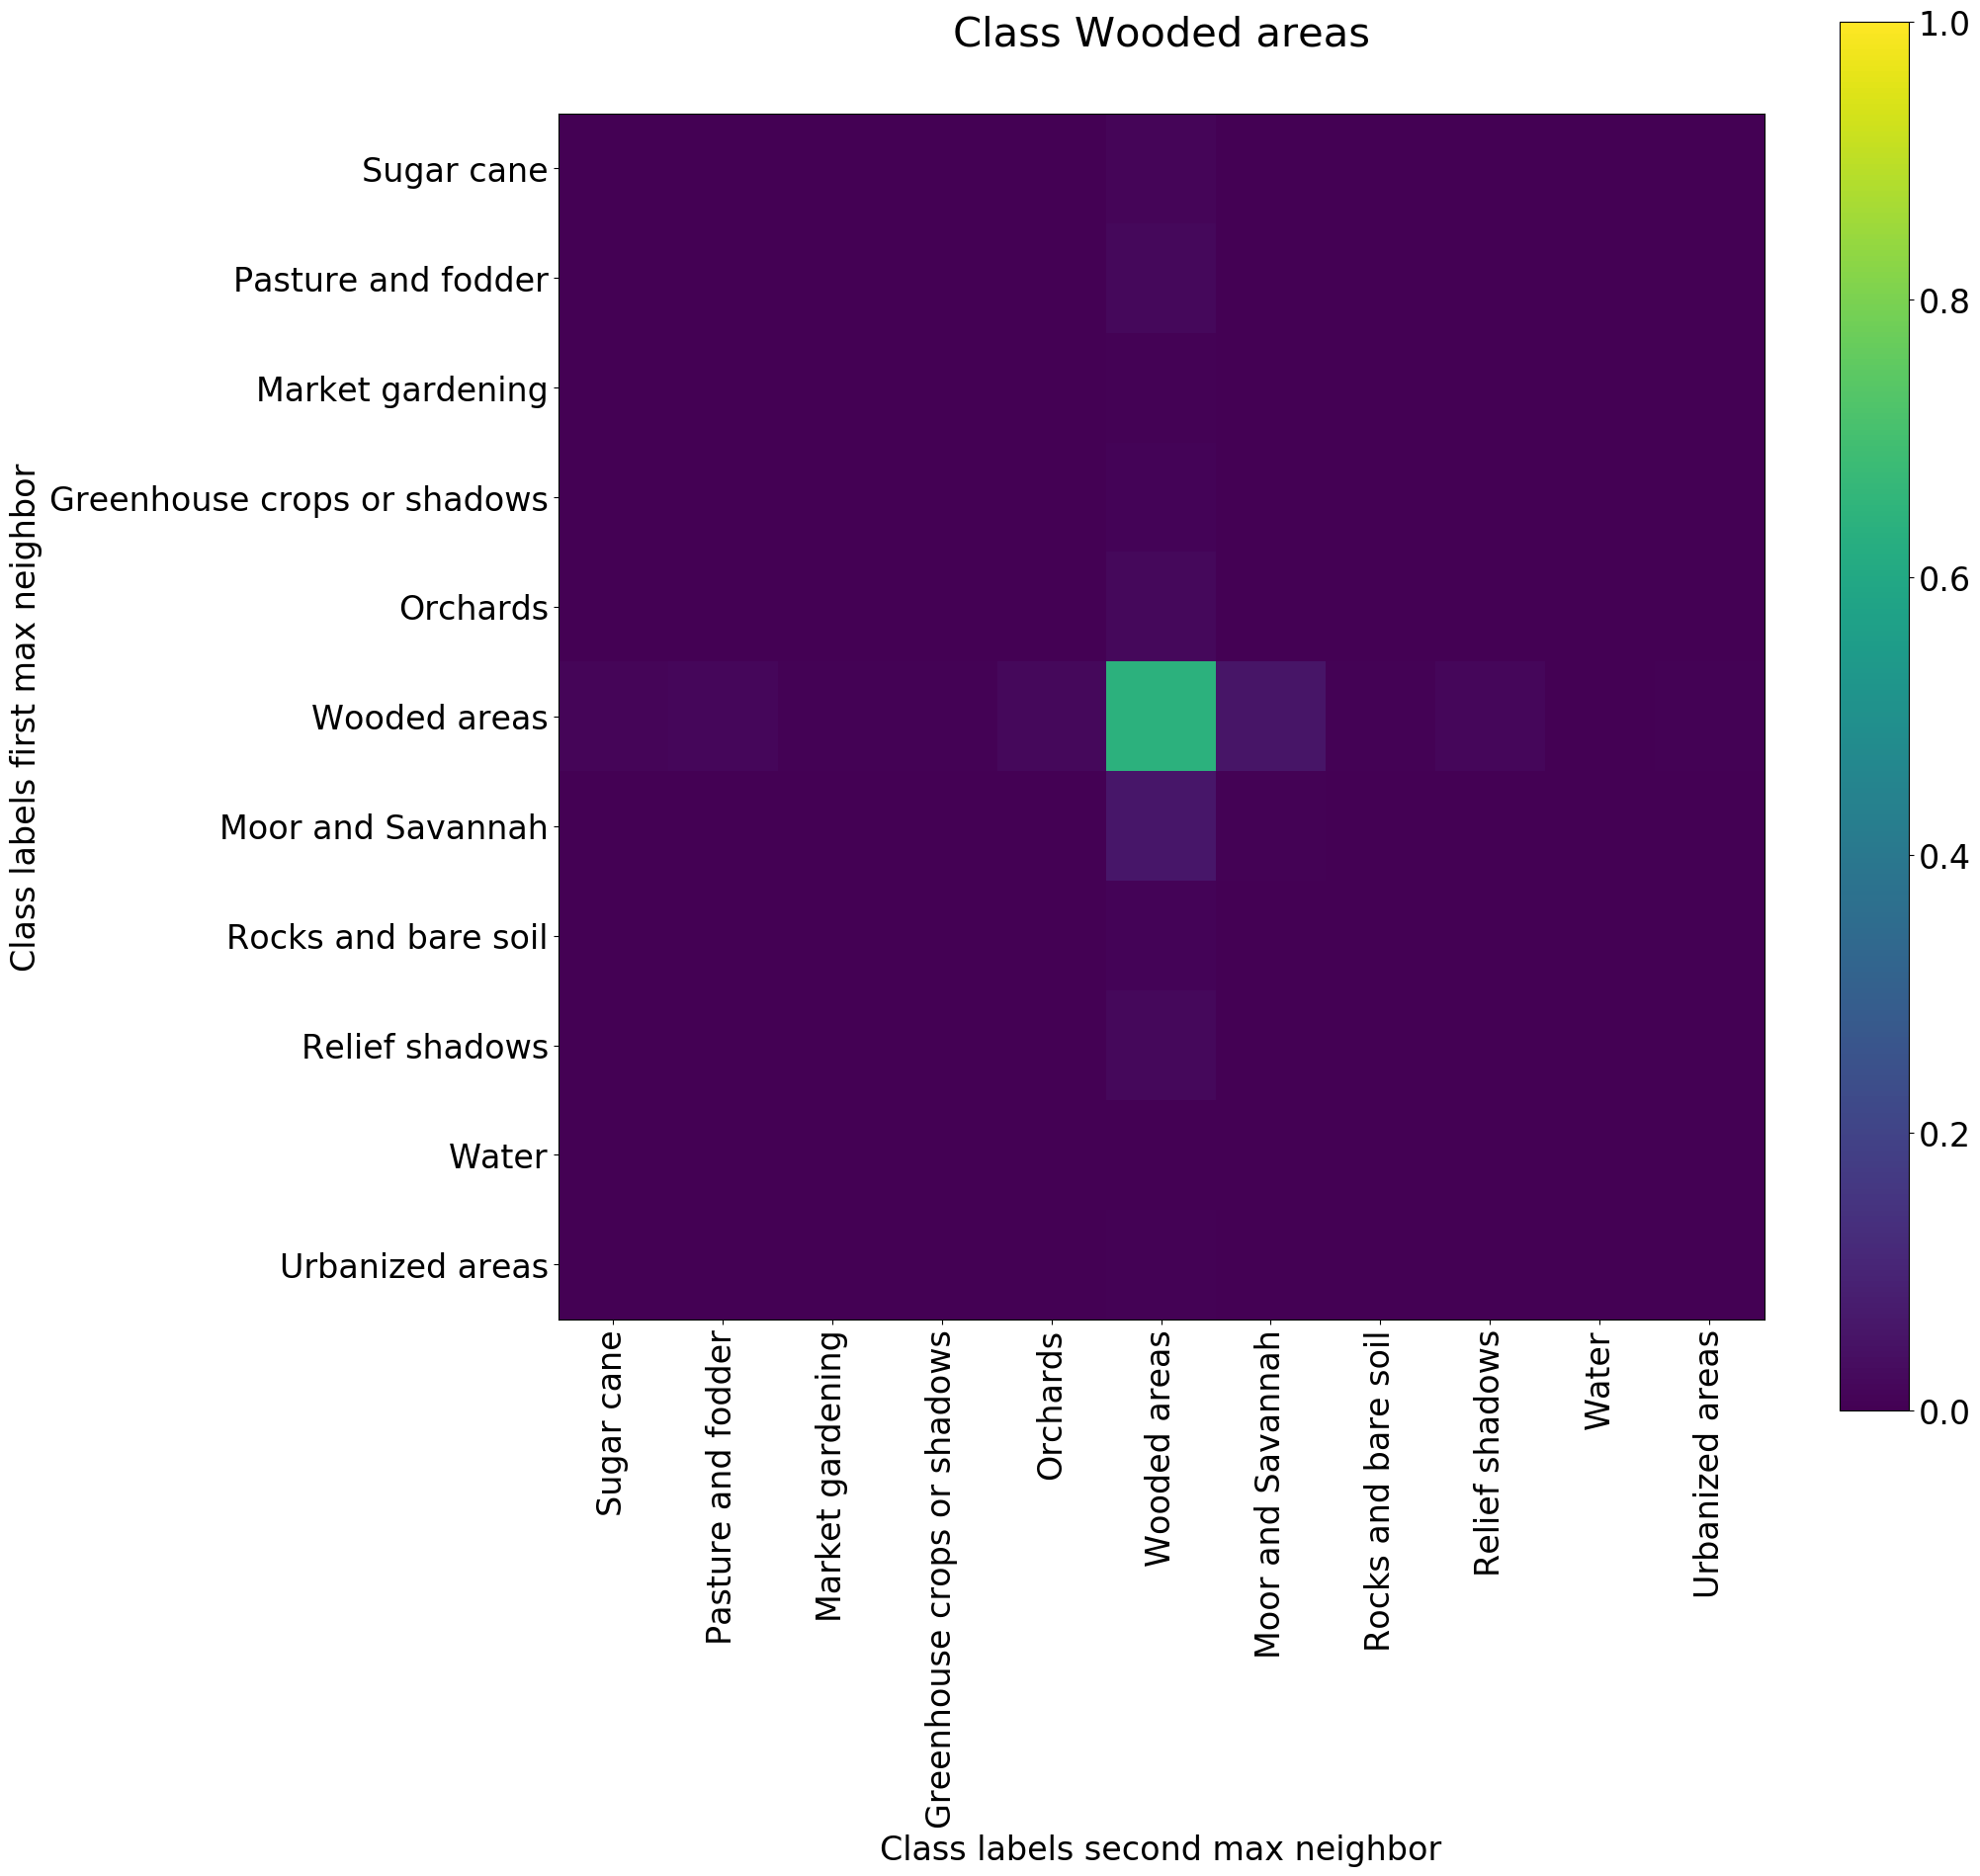 Class Wooded areas
1.0
0.8
0.6
0.4
0.2
0.0
Class labels first max neighbor
Sugar cane
Pasture and fodder
Market gardening
Greenhouse crops or shadows
Orchards
Wooded areas
Moor and Savannah
Rocks and bare soil
Relief shadows
Water
Urbanized areas
Sugar cane
Pasture and fodder
Market gardening
Greenhouse crops or shadows
Orchards
Wooded areas
Moor and Savannah
Rocks and bare soil
Relief shadows
Water
Urbanized areas
Class labels second max neighbor